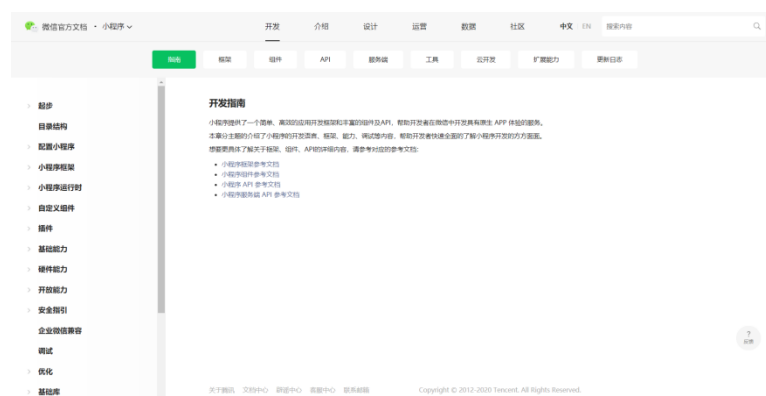 微信官方文档 · 小程序
开发 介绍 设计 运营 数据 社区 中文 EN 搜索内容
指南 框架 组件 API 服务端 工具 云开发 扩展能力 更新日志
起步
目录结构
配置小程序
小程序框架
小程序运行时
自定义组件
插件
基础能力
硬件能力
开放能力
安全指引
企业微信兼容
调试
优化
基础库
开发指南
小程序提供了一个简单、高效的应用开发框架和丰富的组件及API，帮助开发者在微信中开发具有原生 APP 体验的服务。
本章分主题的介绍了小程序的开发语言、框架、能力、调试等内容，帮助开发者快速全面的了解小程序开发的方方面面。
想要更具体了解关于框架、组件、API的详细内容，请参考对应的参考文档:
小程序框架参考文档
小程序组件参考文档
小程序 API 参考文档
小程序服务端 API 参考文档
?
反馈
关于腾讯 文档中心 辟谣中心 客服中心 联系邮箱 Copyright © 2012-2020 Tencent. All Rights Reserved.